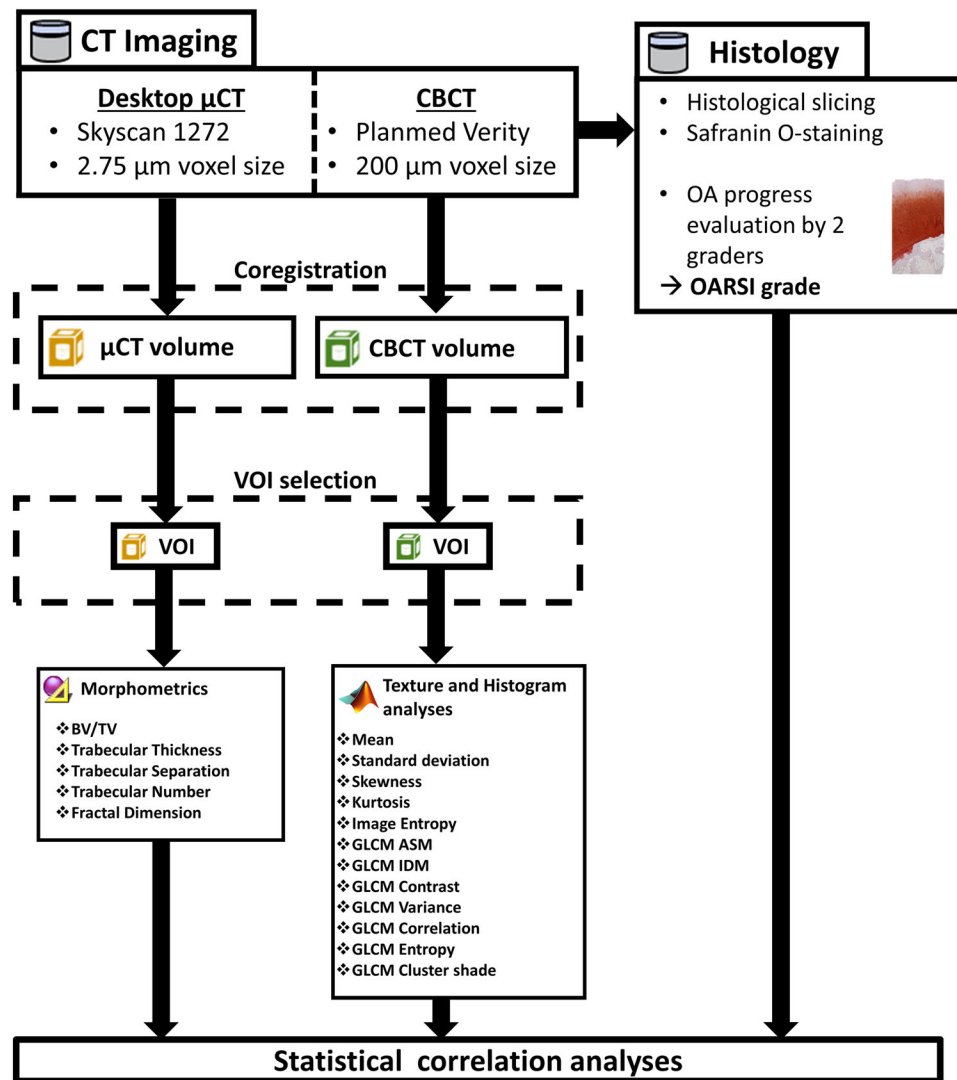 CT Imaging
Desktop µCT
• Skyscan 1272
• 2.75 µm voxel size
CBCT
• Planmed Verity
• 200 µm voxel size
Histology
• Histological slicing
• Safranin O-staining
• OA progress
evaluation by 2
graders
→ OARSI grade
Coregistration
µCT volume
CBCT volume
VOI selection
VOI
VOI
Morphometrics
❖BV/TV
❖Trabecular Thickness
❖Trabecular Separation
❖Trabecular Number
❖Fractal Dimension
Texture and Histogram
analyses
❖Mean
❖Standard deviation
❖Skewness
❖Kurtosis
❖Image Entropy
❖GLCM ASM
❖GLCM IDM
❖GLCM Contrast
❖GLCM Variance
❖GLCM Correlation
❖GLCM Entropy
❖GLCM Cluster shade
Statistical correlation analyses